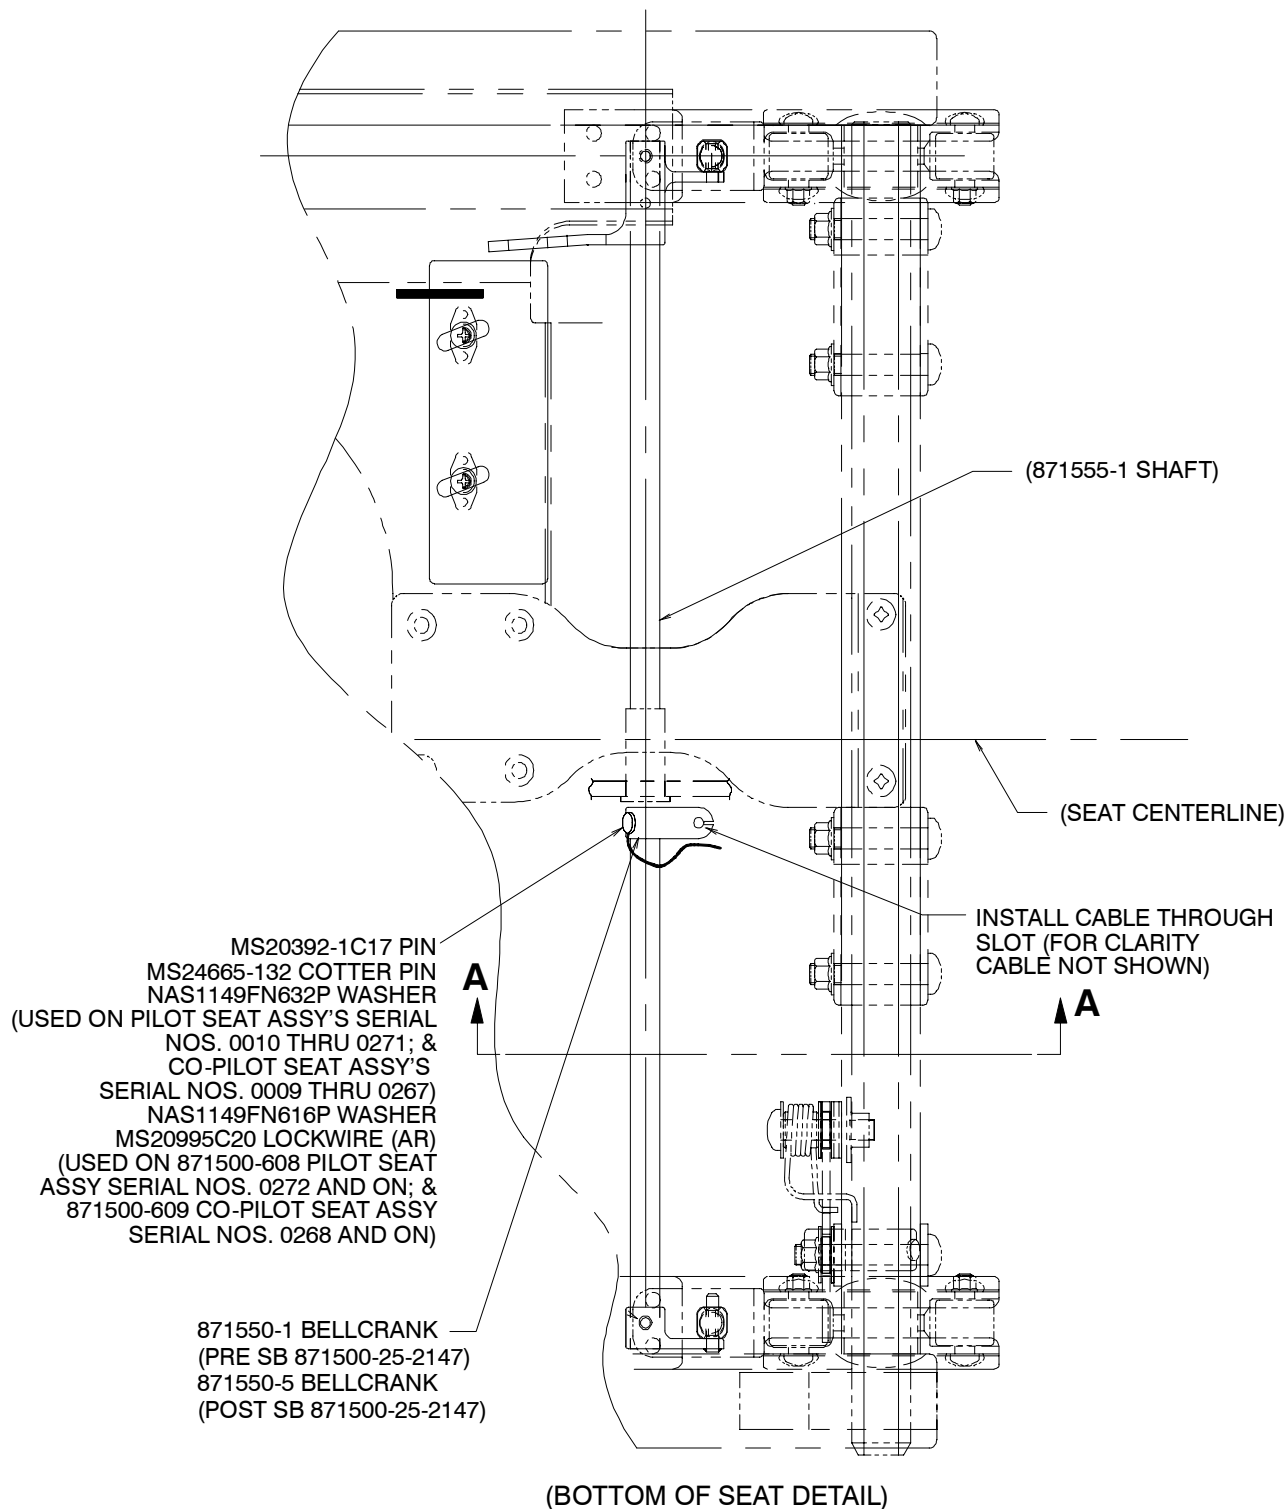 (871555-1 SHAFT)
(SEAT CENTERLINE)
INSTALL CABLE THROUGH
SLOT (FOR CLARITY
CABLE NOT SHOWN)
MS20392-1C17 PIN
MS24665-132 COTTER PIN
NAS1149FN632P WASHER
(USED ON PILOT SEAT ASSY'S SERIAL
NOS. 0010 THRU 0271; &
CO-PILOT SEAT ASSY'S
SERIAL NOS. 0009 THRU 0267)
NAS1149FN616P WASHER
MS20995C20 LOCKWIRE (AR)
(USED ON 871500-608 PILOT SEAT
ASSY SERIAL NOS. 0272 AND ON; &
871500-609 CO-PILOT SEAT ASSY
SERIAL NOS. 0268 AND ON)
A
A
871550-1 BELLCRANK
(PRE SB 871500-25-2147)
871550-5 BELLCRANK
(POST SB 871500-25-2147)
(BOTTOM OF SEAT DETAIL)